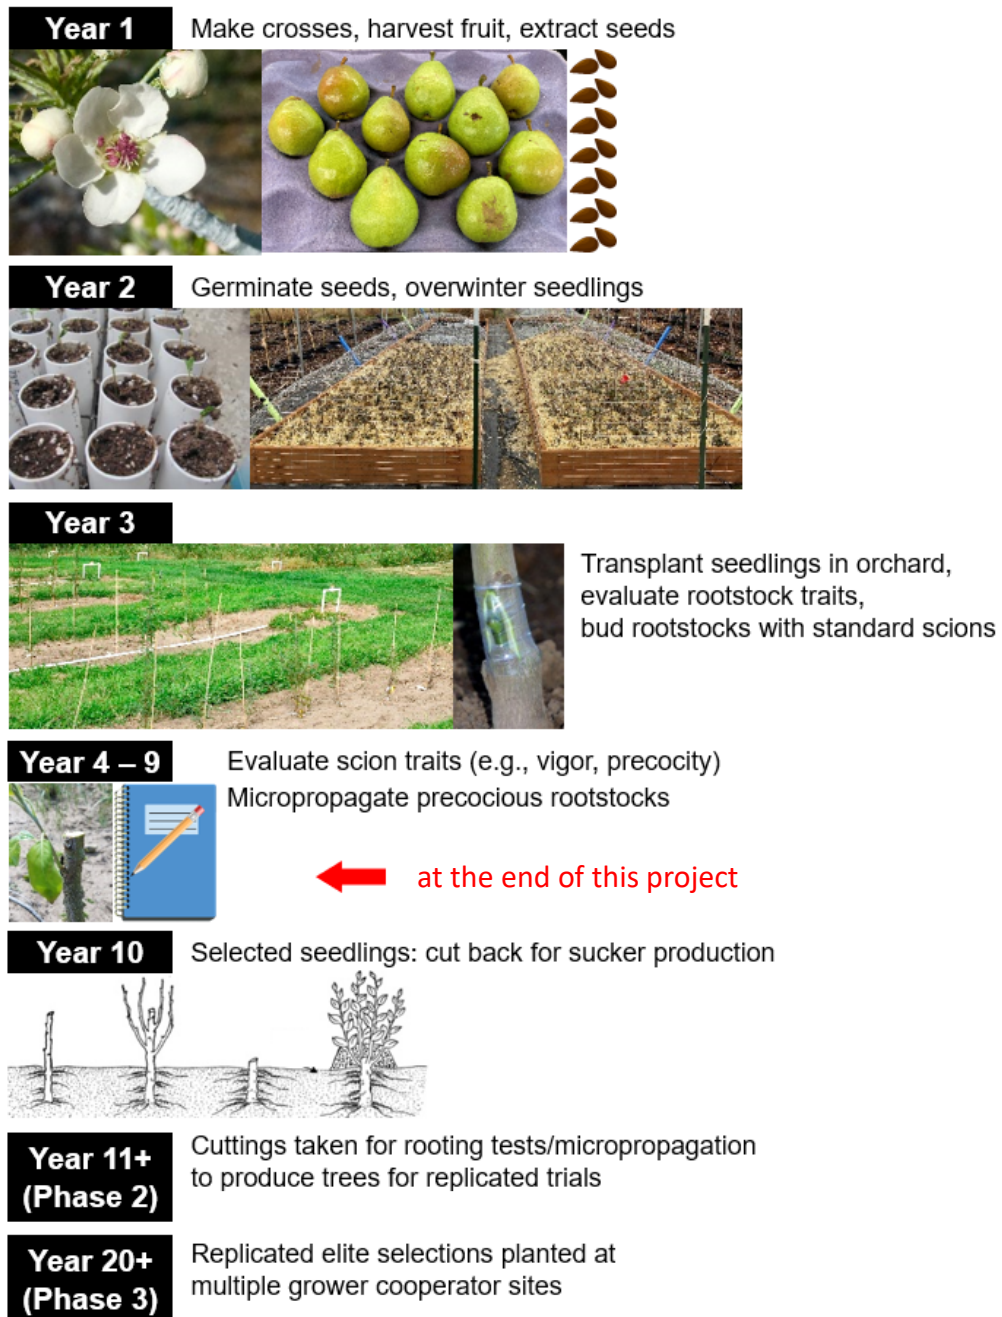 Year 1
Make crosses, harvest fruit, extract seeds
Year 2
Germinate seeds, overwinter seedlings
Year 3
Transplant seedlings in orchard,
evaluate rootstock traits,
bud rootstocks with standard scions
Year 4 – 9
Evaluate scion traits (e.g., vigor, precocity)
Micropropagate precocious rootstocks
at the end of this project
Year 10
Selected seedlings: cut back for sucker production
Year 11+
(Phase 2)
Cuttings taken for rooting tests/micropropagation
to produce trees for replicated trials
Year 20+
(Phase 3)
Replicated elite selections planted at
multiple grower cooperator sites